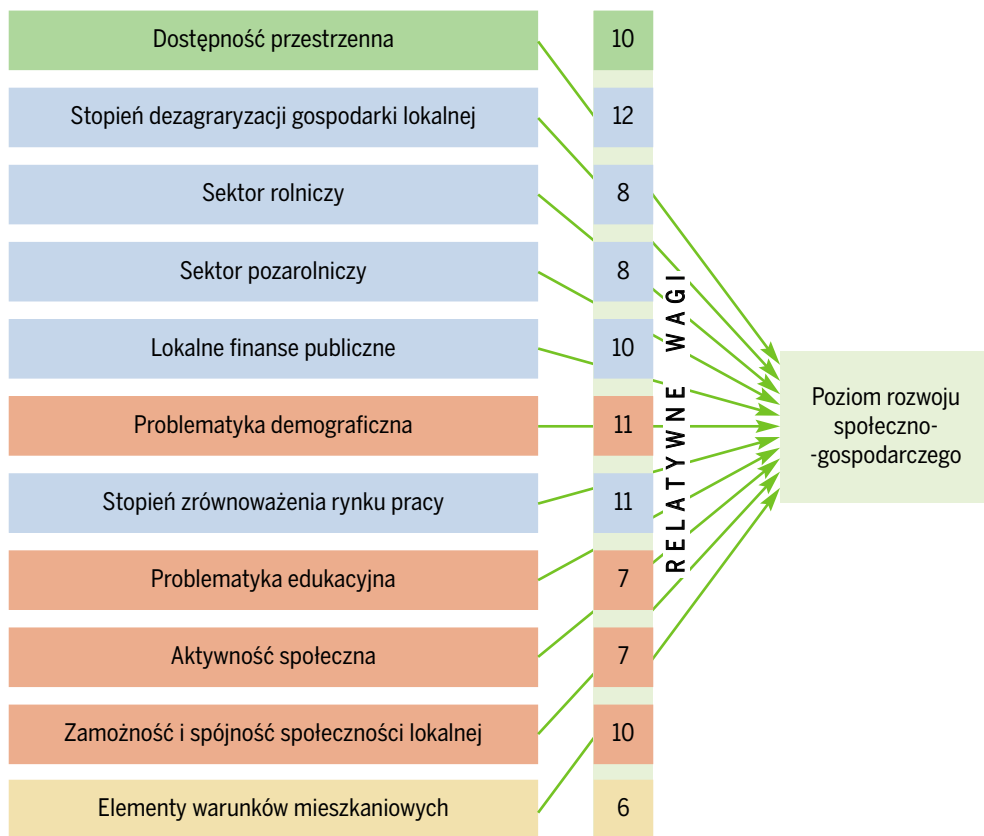 Dostępność przestrzenna 10
Stopień dezagraryzacji gospodarki lokalnej 12
Sektor rolniczy 8
Sektor pozarolniczy 8
Lokalne finanse publiczne 10
Problematyka demograficzna 11
Stopień zrównoważenia rynku pracy 11
Problematyka edukacyjna 7
Aktywność społeczna 7
Zamożność i spójność społeczności lokalnej 10
Elementy warunków mieszkaniowych 6
RELATYWNE WAGI
Poziom rozwoju
społeczno-
-gospodarczego